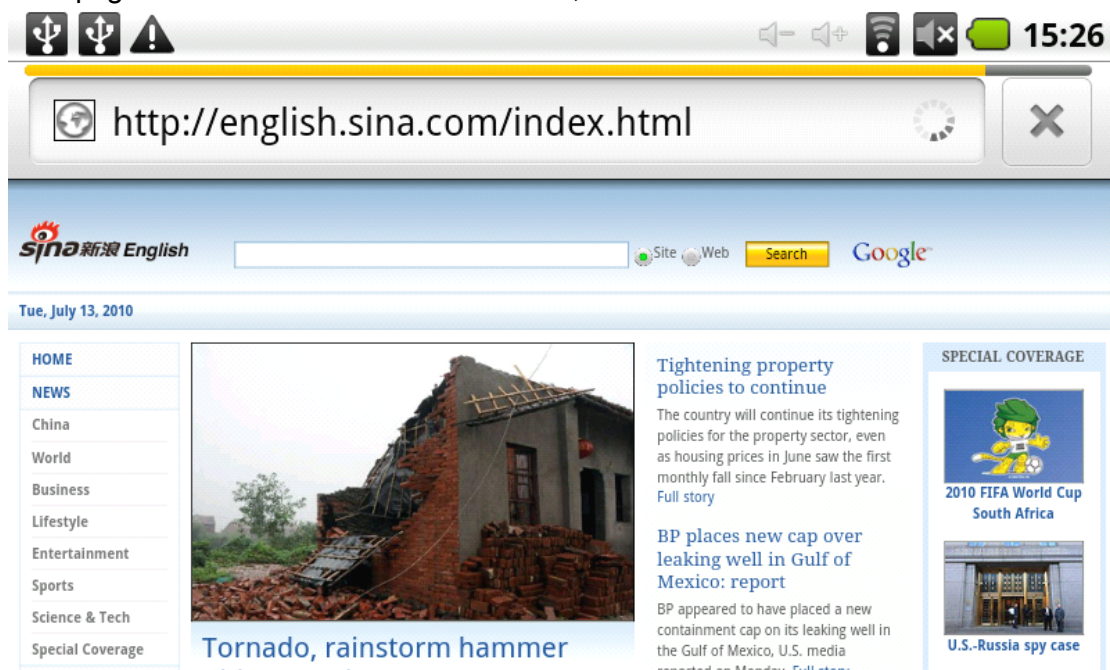 15:26
http://english.sina.com/index.html
sina新浪 English
Site
Web
Search
Google
Tue, July 13, 2010
HOME
NEWS
China
World
Business
Lifestyle
Entertainment
Sports
Science & Tech
Special Coverage
Tornado, rainstorm hammer
Tightening property
policies to continue
The country will continue its tightening
policies for the property sector, even
as housing prices in June saw the first
monthly fall since February last year.
Full story
BP places new cap over
leaking well in Gulf of
Mexico: report
BP appeared to have placed a new
containment cap on its leaking well in
the Gulf of Mexico, U.S. media
reported on Monday. Full story
SPECIAL COVERAGE
2010 FIFA World Cup
South Africa
U.S.-Russia spy case